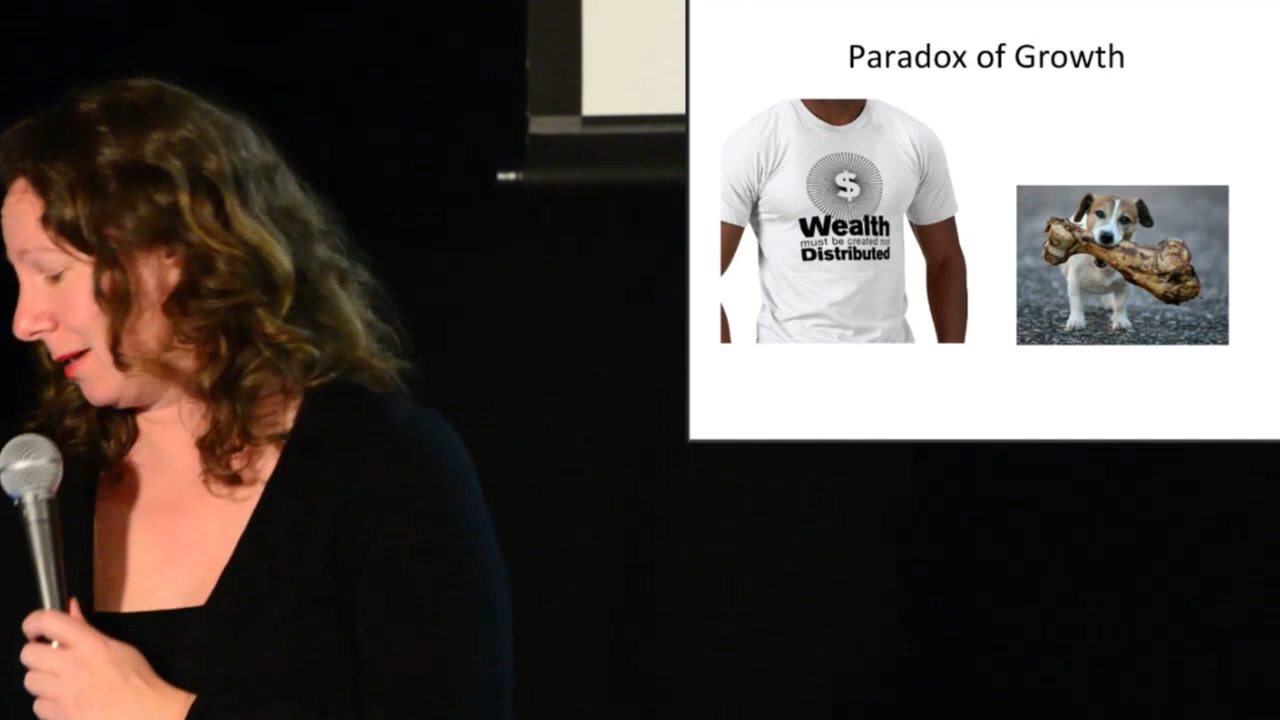 Paradox of Growth
$
Wealth
must be created not
Distributed